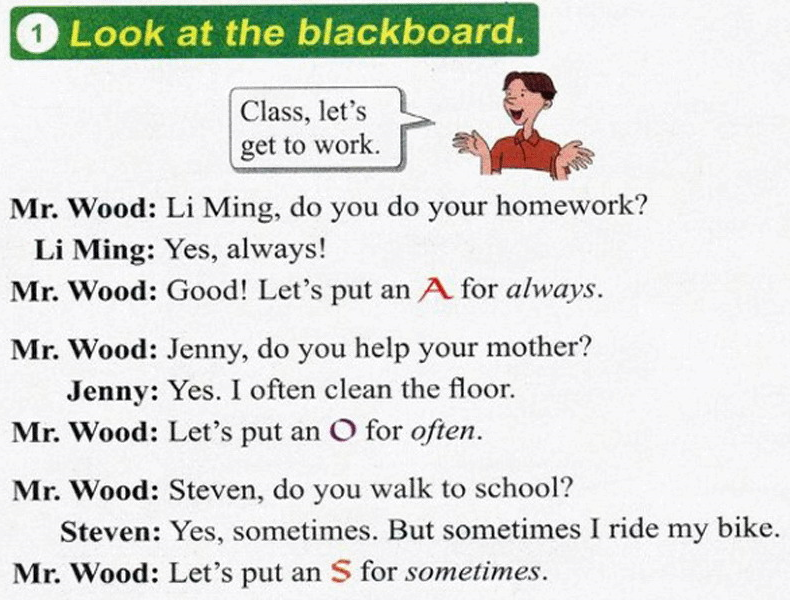 1 Look at the blackboard.
Class, let's
get to work.
Mr. Wood: Li Ming, do you do your homework?
Li Ming: Yes, always!
Mr. Wood: Good! Let's put an A for always.
Mr. Wood: Jenny, do you help your mother?
Jenny: Yes. I often clean the floor.
Mr. Wood: Let's put an O for often.
Mr. Wood: Steven, do you walk to school?
Steven: Yes, sometimes. But sometimes I ride my bike.
Mr. Wood: Let's put an S for sometimes.